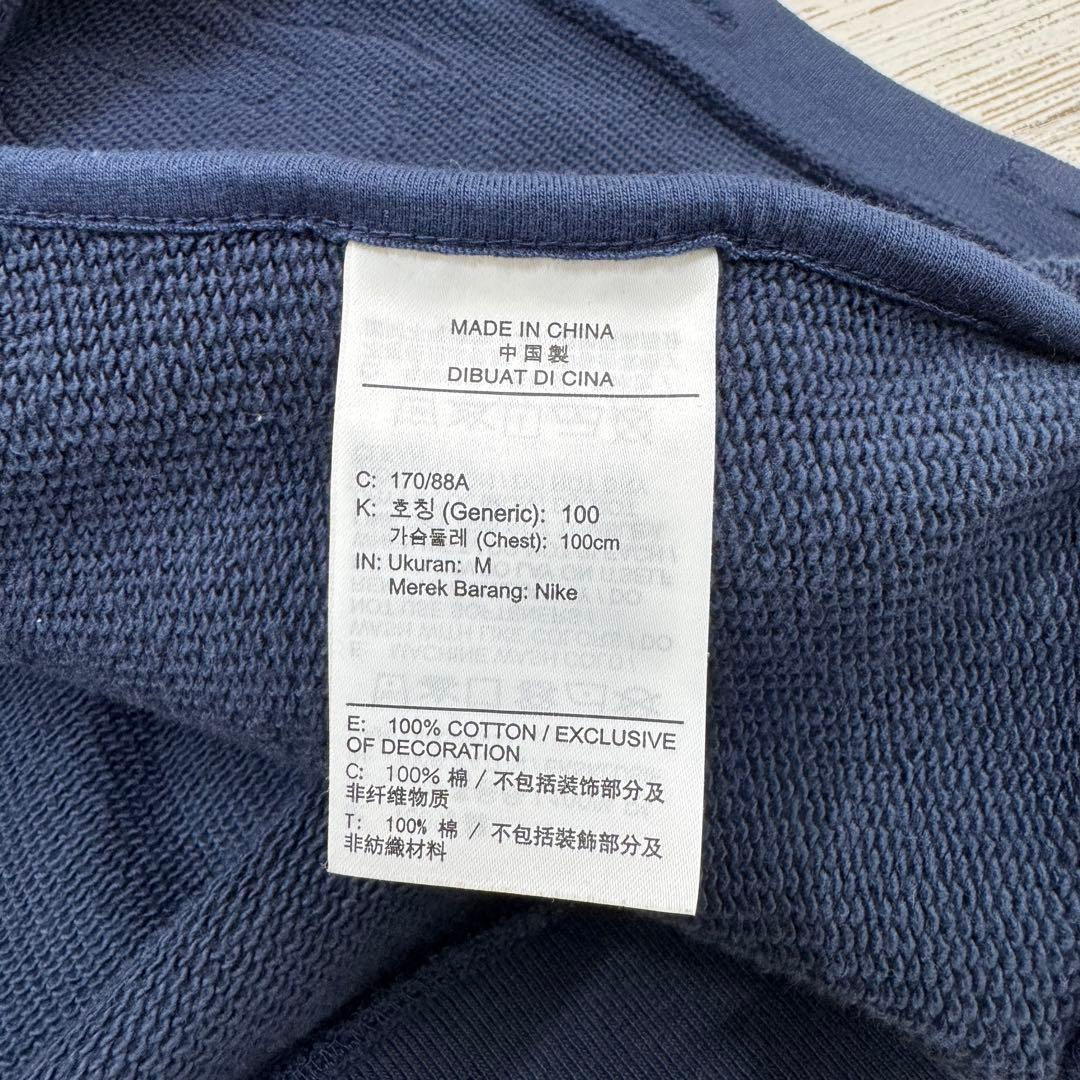 MADE IN CHINA
中国製
DIBUAT DI CINA
C: 170/88A
K: 호칭 (Generic): 100
가슴둘레 (Chest): 100cm
IN: Ukuran: M
Merek Barang: Nike
E: 100% COTTON / EXCLUSIVE
OF DECORATION
C: 100% 棉 / 不包括装饰部分及
非纤维物质
T: 100% 棉 / 不包括裝飾部分及
非紡織材料